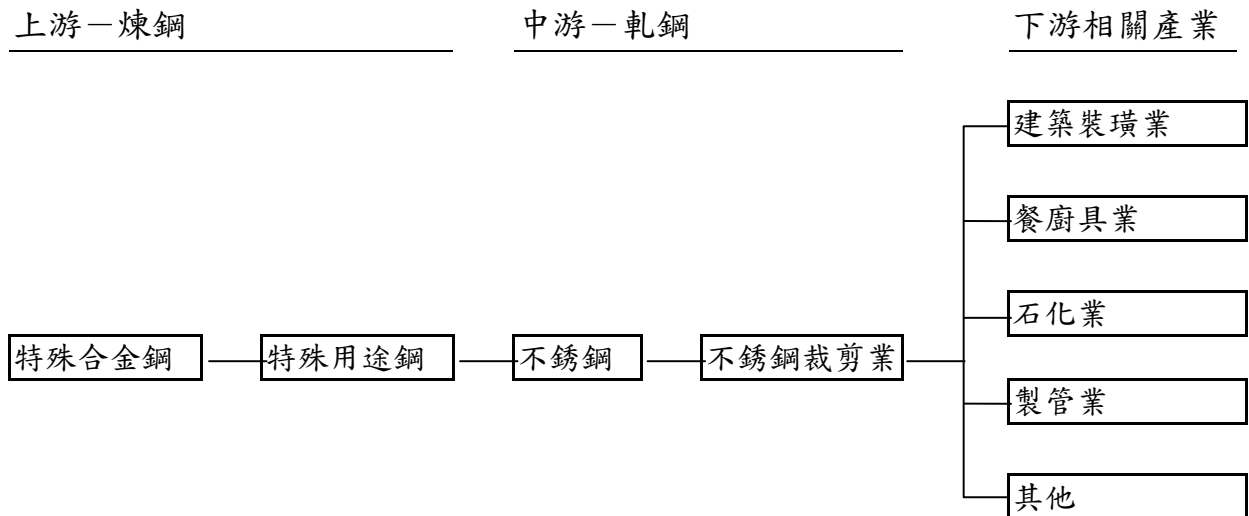 上游－煉鋼
中游－軋鋼
下游相關產業
建築裝璜業
餐廚具業
石化業
特殊合金鋼
特殊用途鋼
不銹鋼
不銹鋼裁剪業
製管業
其他